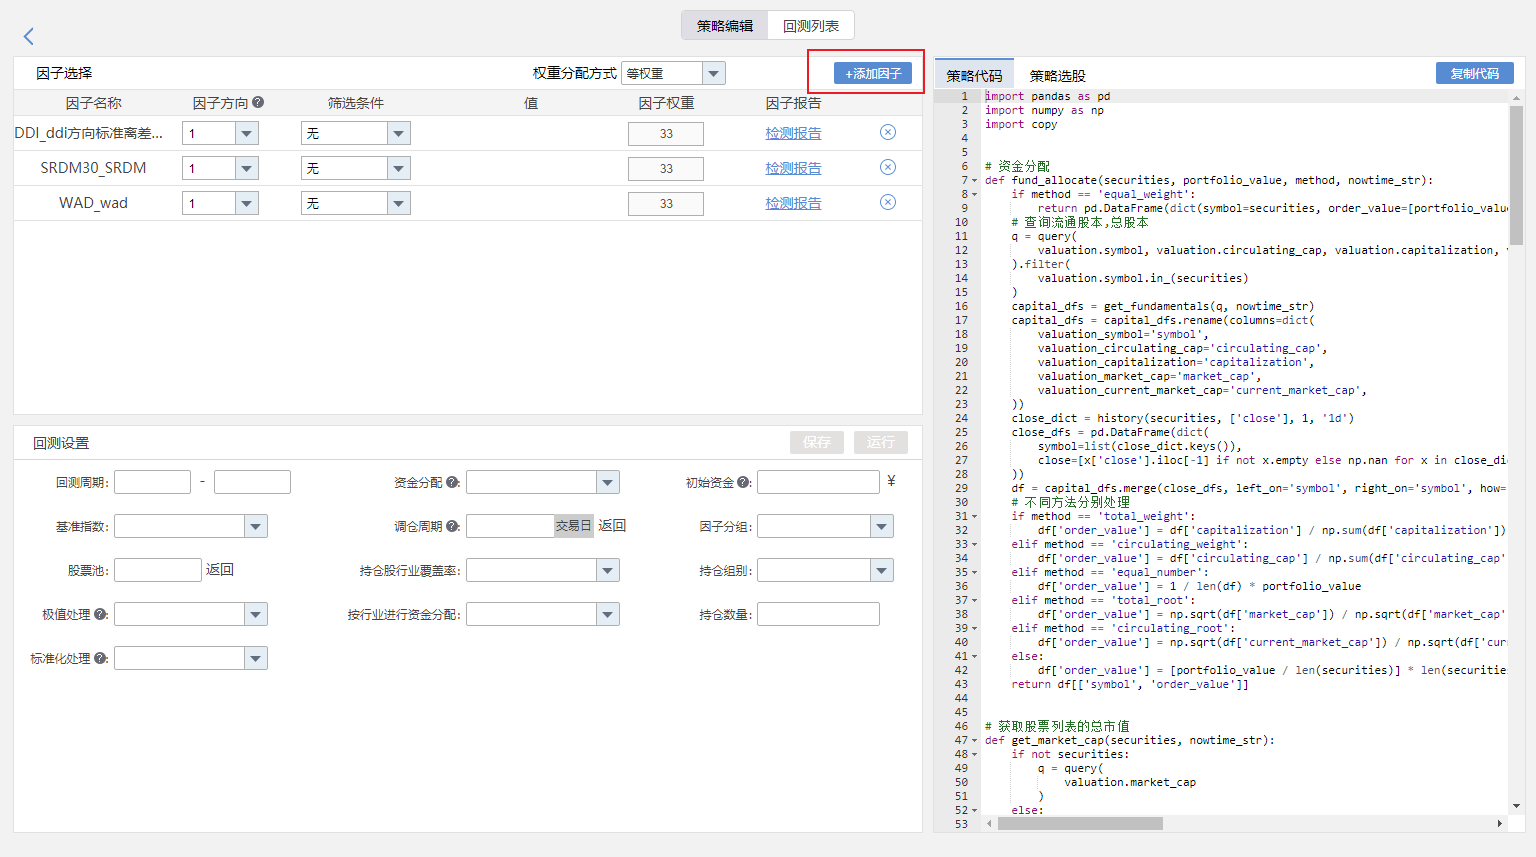 策略编辑 回测列表
因子选择 权重分配方式 等权重 +添加因子
因子名称 因子方向 ? 筛选条件 值 因子权重 因子报告
DDI_ddi方向标准离差... 1 无 33 检测报告
SRDM30_SRDM 1 无 33 检测报告
WAD_wad 1 无 33 检测报告
回测设置 保存 运行
回测周期: - 资金分配 ?: 初始资金 ?: ¥
基准指数: 调仓周期 ?: 交易日 返回 因子分组:
股票池: 返回 持仓股行业覆盖率: 持仓组别:
极值处理 ?: 按行业进行资金分配: 持仓数量:
标准化处理 ?:
策略代码 策略选股 复制代码
1 import pandas as pd
2 import numpy as np
3 import copy
4
5
6 # 资金分配
7 def fund_allocate(securities, portfolio_value, method, nowtime_str):
8 if method == 'equal_weight':
9 return pd.DataFrame(dict(symbol=securities, order_value=[portfolio_valu
10 # 查询流通股本,总股本
11 q = query(
12 valuation.symbol, valuation.circulating_cap, valuation.capitalization,
13 ).filter(
14 valuation.symbol.in_(securities)
15 )
16 capital_dfs = get_fundamentals(q, nowtime_str)
17 capital_dfs = capital_dfs.rename(columns=dict(
18 valuation_symbol='symbol',
19 valuation_circulating_cap='circulating_cap',
20 valuation_capitalization='capitalization',
21 valuation_market_cap='market_cap',
22 valuation_current_market_cap='current_market_cap',
23 ))
24 close_dict = history(securities, ['close'], 1, '1d')
25 close_dfs = pd.DataFrame(dict(
26 symbol=list(close_dict.keys()),
27 close=[x['close'].iloc[-1] if not x.empty else np.nan for x in close_di
28 ))
29 df = capital_dfs.merge(close_dfs, left_on='symbol', right_on='symbol', how=
30 # 不同方法分别处理
31 if method == 'total_weight':
32 df['order_value'] = df['capitalization'] / np.sum(df['capitalization'])
33 elif method == 'circulating_weight':
34 df['order_value'] = df['circulating_cap'] / np.sum(df['circulating_cap'
35 elif method == 'equal_number':
36 df['order_value'] = 1 / len(df) * portfolio_value
37 elif method == 'total_root':
38 df['order_value'] = np.sqrt(df['market_cap']) / np.sqrt(df['market_cap'
39 elif method == 'circulating_root':
40 df['order_value'] = np.sqrt(df['current_market_cap']) / np.sqrt(df['cur
41 else:
42 df['order_value'] = [portfolio_value / len(securities)] * len(securitie
43 return df[['symbol', 'order_value']]
44
45
46 # 获取股票列表的总市值
47 def get_market_cap(securities, nowtime_str):
48 if not securities:
49 q = query(
50 valuation.market_cap
51 )
52 else:
53